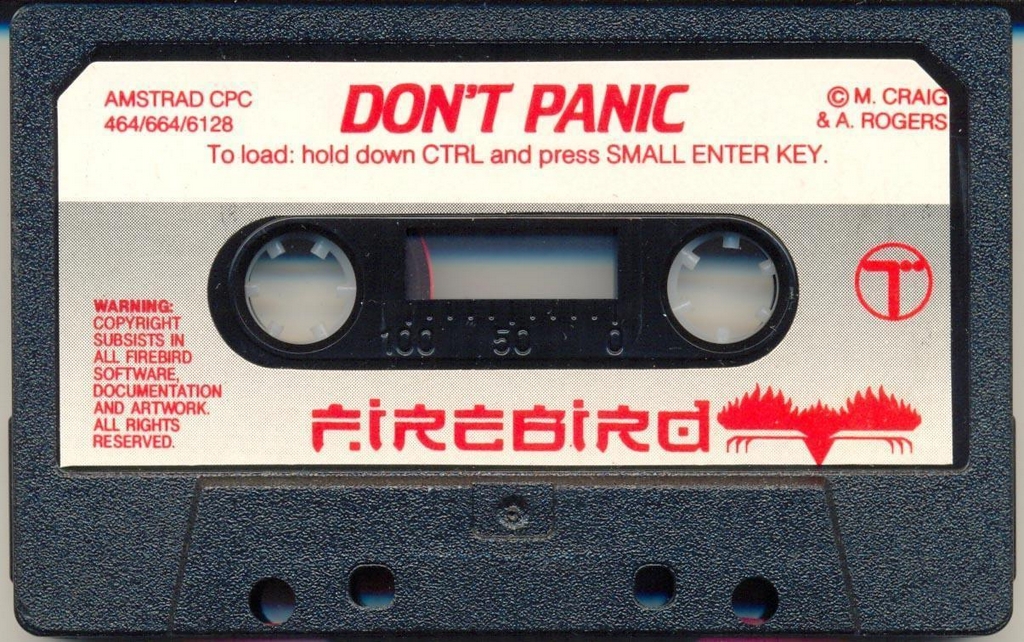 AMSTRAD CPC
464/664/6128
DON'T PANIC
© M. CRAIG
& A. ROGERS
To load: hold down CTRL and press SMALL ENTER KEY.
100 50 0
WARNING:
COPYRIGHT
SUBSISTS IN
ALL FIREBIRD
SOFTWARE,
DOCUMENTATION
AND ARTWORK.
ALL RIGHTS
RESERVED.
T
FIREBIRD